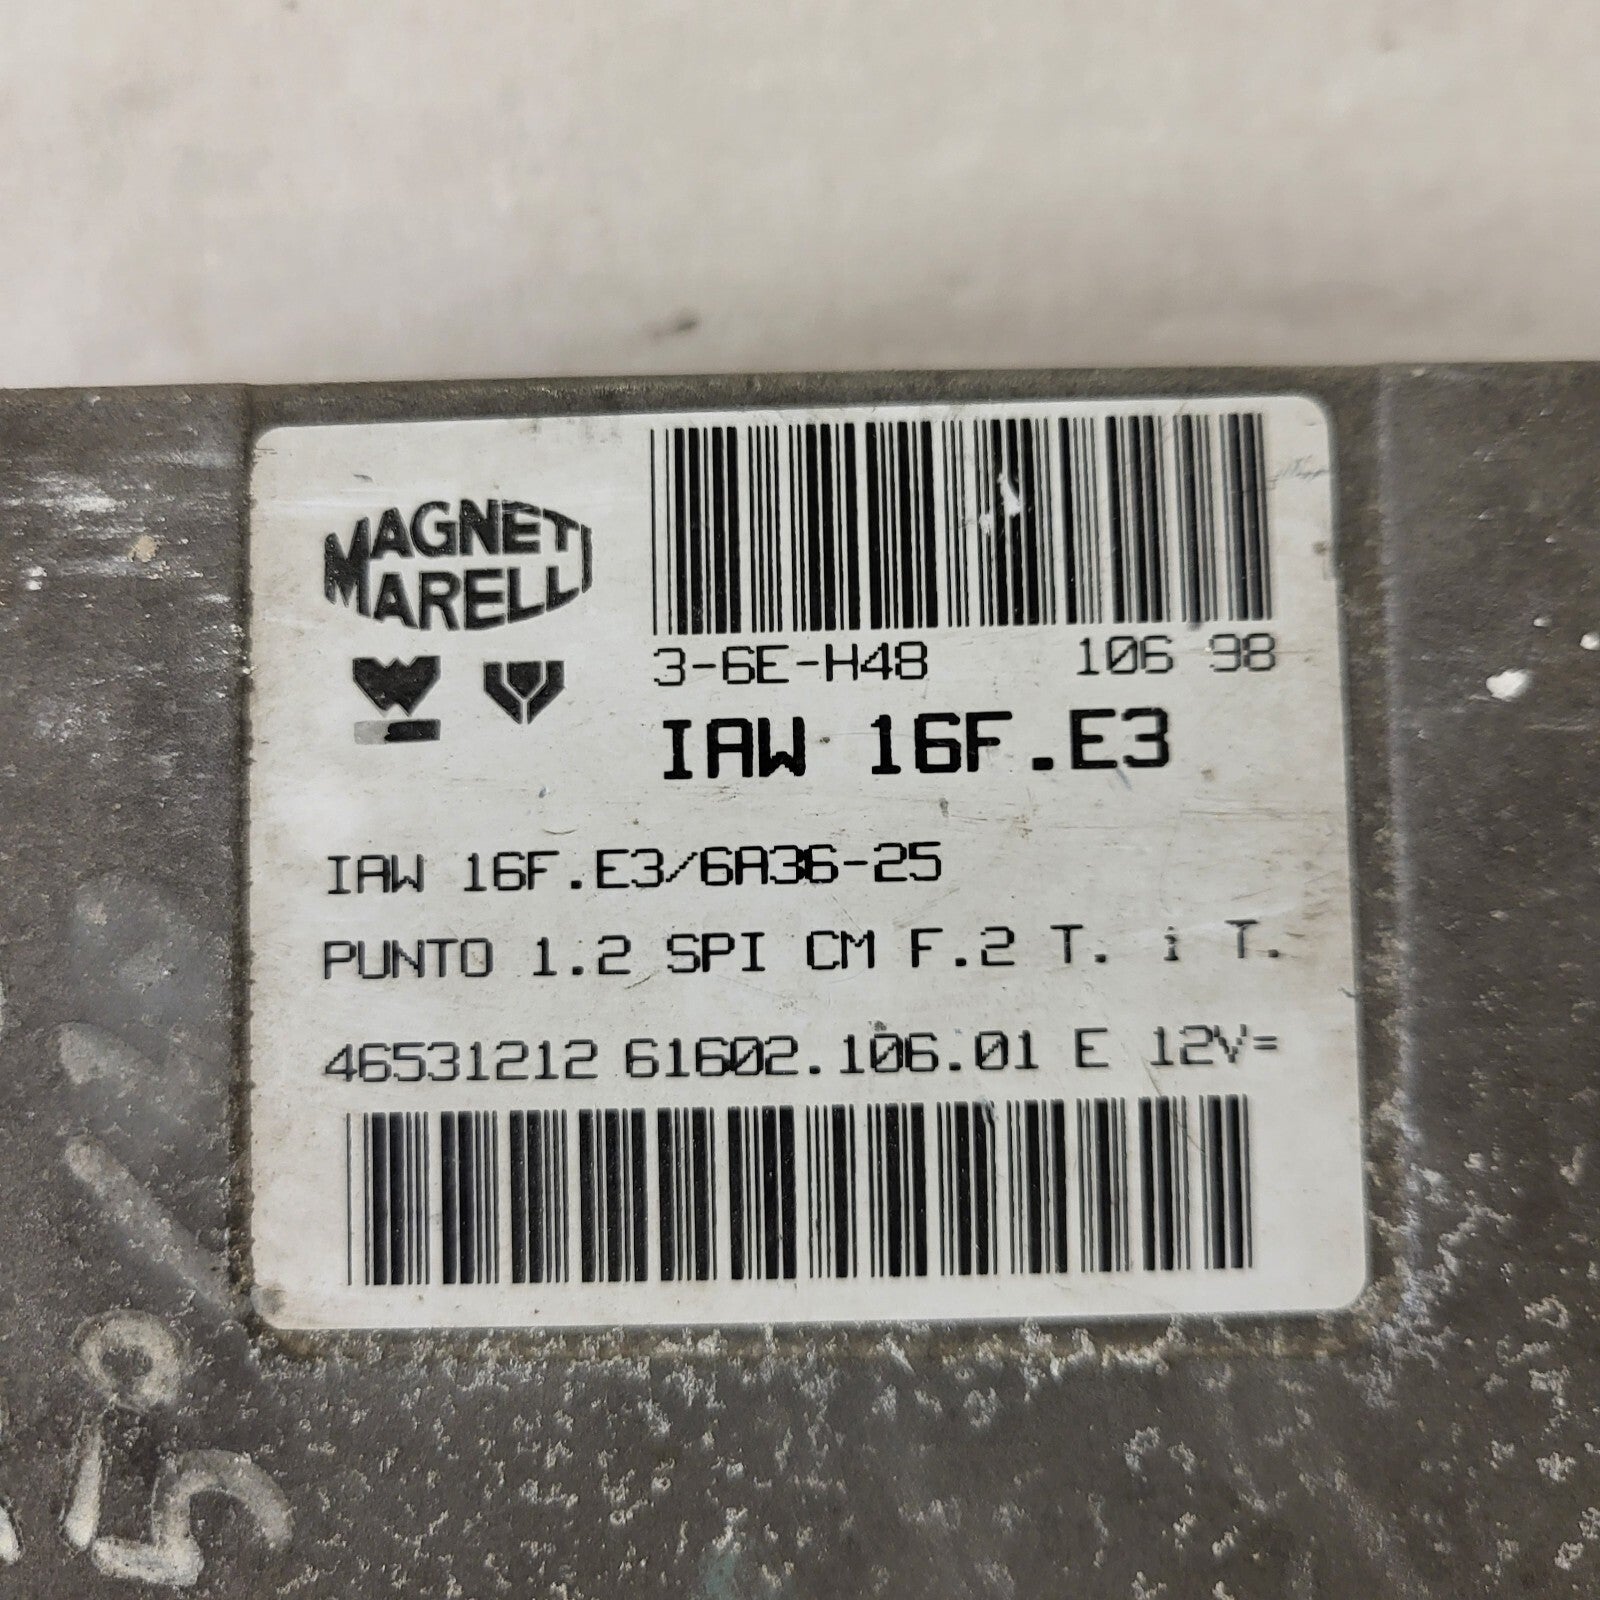 MAGNETI
MARELLI
3-6E-H48 106 98
IAW 16F.E3
IAW 16F.E3/6A36-25
PUNTO 1.2 SPI CM F.2 T. i T.
46531212 61602.106.01 E 12V=